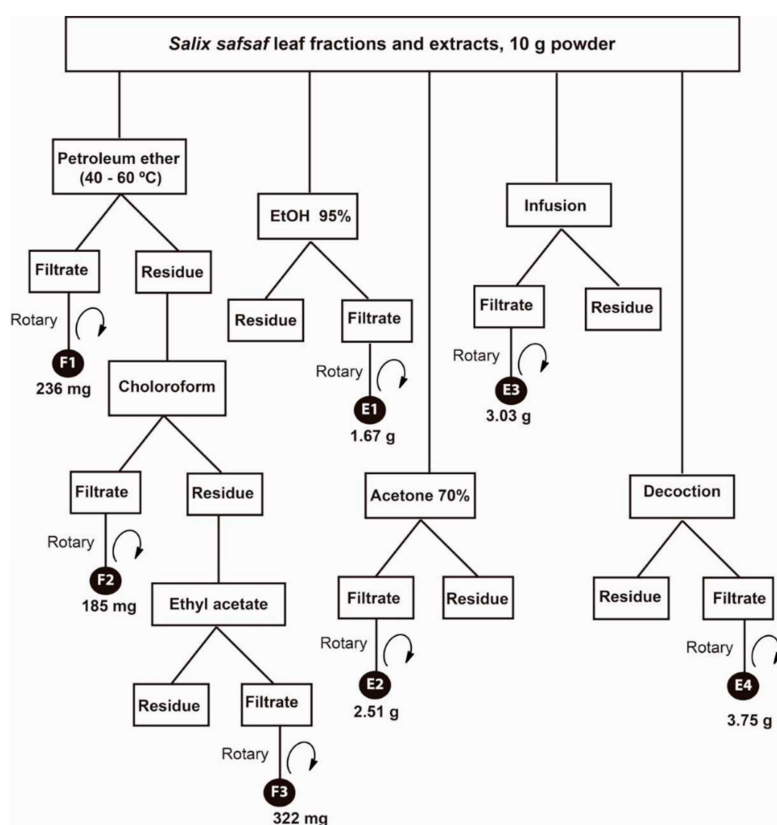 Salix safsaf leaf fractions and extracts, 10 g powder
Petroleum ether
(40 - 60 ºC)
Filtrate
Residue
Rotary
F1
236 mg
Choloroform
Filtrate
Residue
Rotary
F2
185 mg
Ethyl acetate
Residue
Filtrate
Rotary
F3
322 mg
EtOH 95%
Residue
Filtrate
Rotary
E1
1.67 g
Acetone 70%
Filtrate
Residue
Rotary
E2
2.51 g
Infusion
Filtrate
Residue
Rotary
E3
3.03 g
Decoction
Residue
Filtrate
Rotary
E4
3.75 g